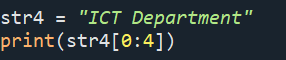 str4 = "ICT Department"
print(str4[0:4])